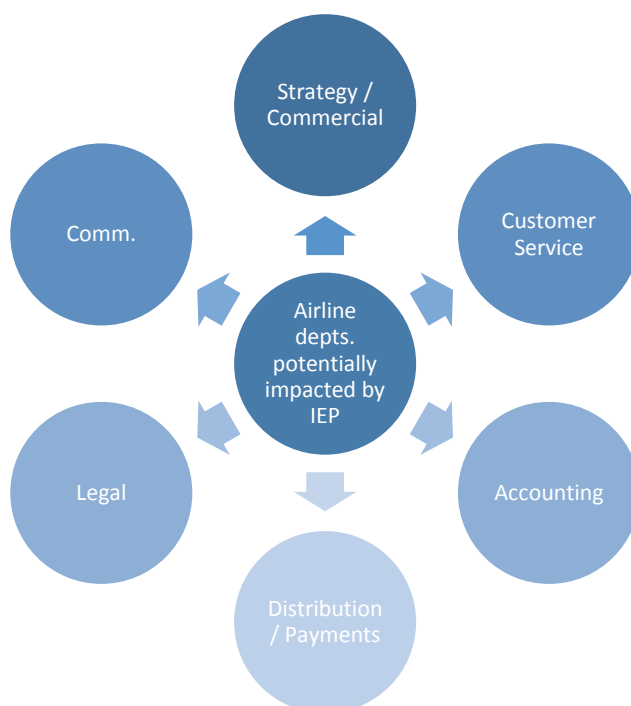 Strategy /
Commercial
Comm.
Customer
Service
Airline
depts.
potentially
impacted by
IEP
Legal
Accounting
Distribution
/ Payments